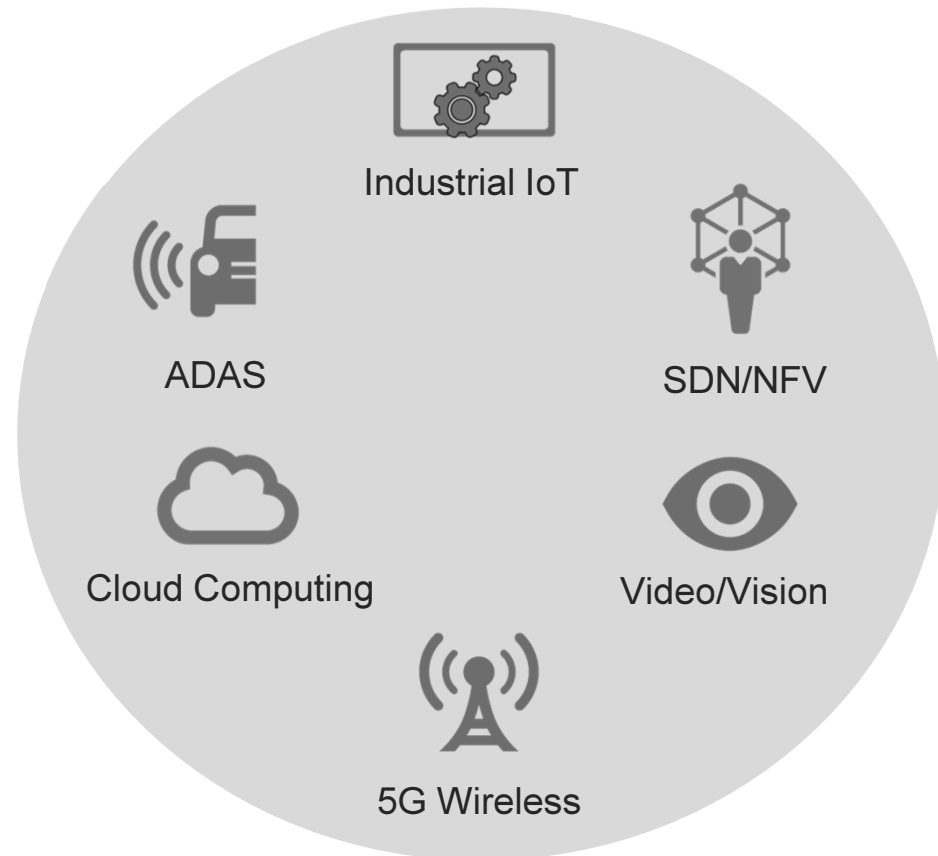 Industrial IoT
ADAS
SDN/NFV
Cloud Computing
Video/Vision
5G Wireless